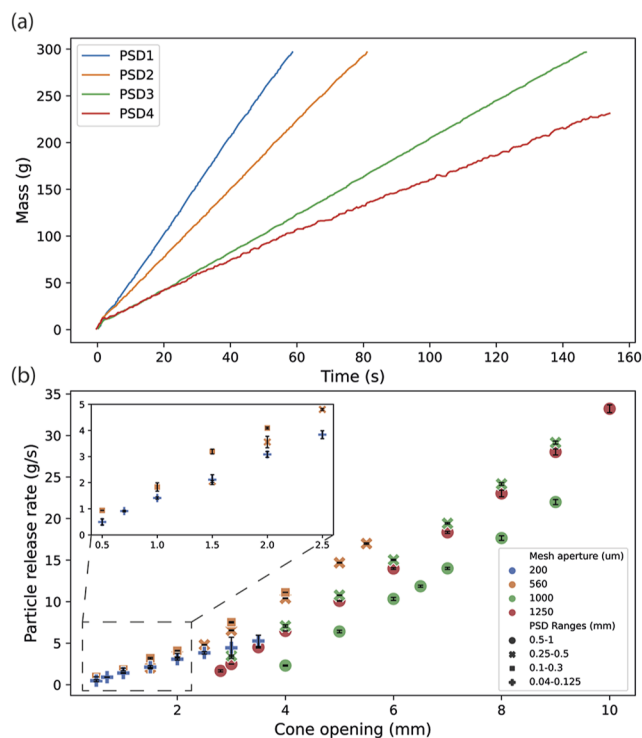 (a)
300
250
200
150
100
50
0
Mass (g)
PSD1
PSD2
PSD3
PSD4
0 20 40 60 80 100 120 140 160
Time (s)
(b)
35
30
25
20
15
10
5
0
Particle release rate (g/s)
5
4
3
2
1
0
0.5 1.0 1.5 2.0 2.5
Mesh aperture (um)
200
560
1000
1250
PSD Ranges (mm)
0.5-1
0.25-0.5
0.1-0.3
0.04-0.125
2 4 6 8 10
Cone opening (mm)